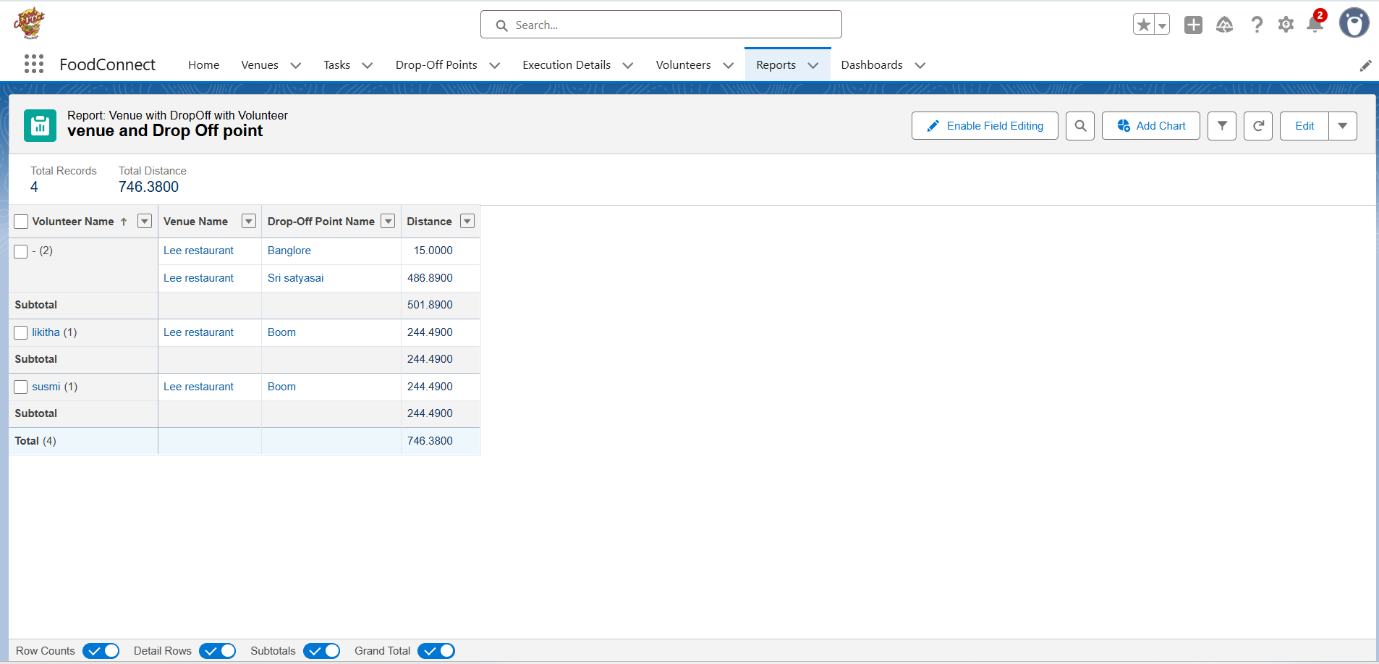 Food Connect
Search...
2
FoodConnect Home Venues Tasks Drop-Off Points Execution Details Volunteers Reports Dashboards
Report: Venue with DropOff with Volunteer
venue and Drop Off point
Enable Field Editing Add Chart Edit
Total Records Total Distance
4 746.3800
Volunteer Name ↑ Venue Name Drop-Off Point Name Distance
- (2) Lee restaurant Banglore 15.0000
Lee restaurant Sri satyasai 486.8900
Subtotal 501.8900
likitha (1) Lee restaurant Boom 244.4900
Subtotal 244.4900
susmi (1) Lee restaurant Boom 244.4900
Subtotal 244.4900
Total (4) 746.3800
Row Counts Detail Rows Subtotals Grand Total